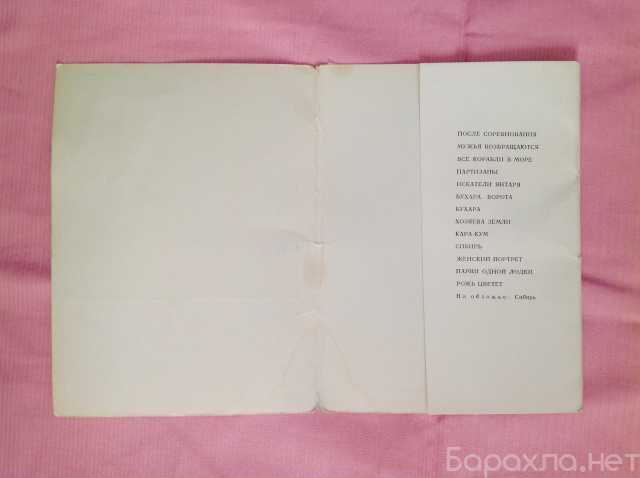 ПОСЛЕ СОРЕВНОВАНИЯ
МУЖЬЯ ВОЗВРАЩАЮТСЯ
ВСЕ КОРАБЛИ В МОРЕ
ПАРТИЗАНЫ
ИСКАТЕЛИ ЯНТАРЯ
БУХАРА. ВОРОТА
БУХАРА
ХОЗЯЕВА ЗЕМЛИ
КАРА-КУМ
СИБИРЬ
ЖЕНСКИЙ ПОРТРЕТ
ПАРНИ ОДНОЙ ЛОДКИ
РОЖЬ ЦВЕТЕТ
На обложке: Сибирь
Барахла.нет